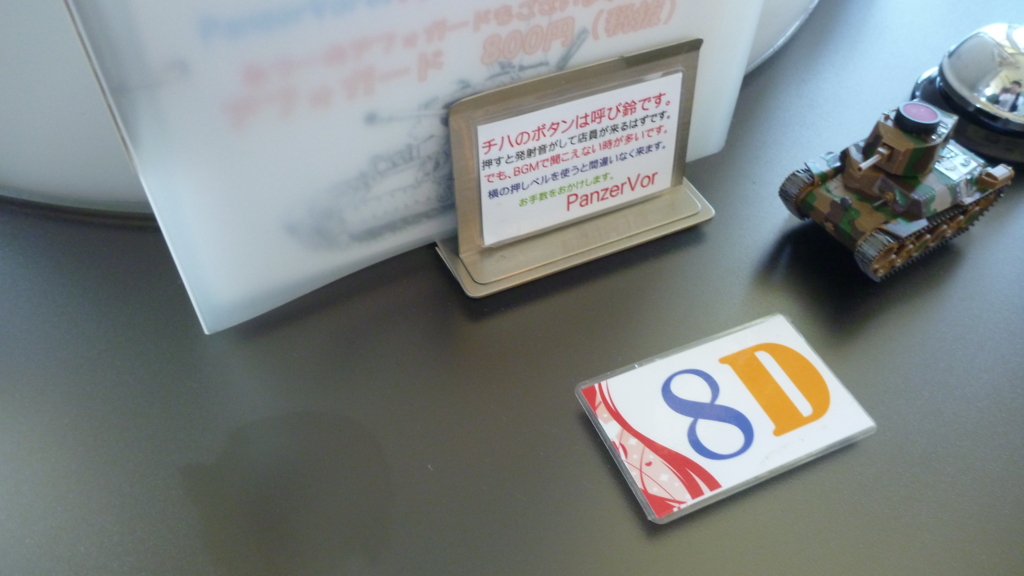 800円（税抜）
チハのボタンは呼び鈴です。
押すと発射音がして店員が来るはずです。
でも、BGMで聞こえない時が多いです。
横の押しベルを使うと間違いなく来ます。
お手数をおかけします。
PanzerVor
8D